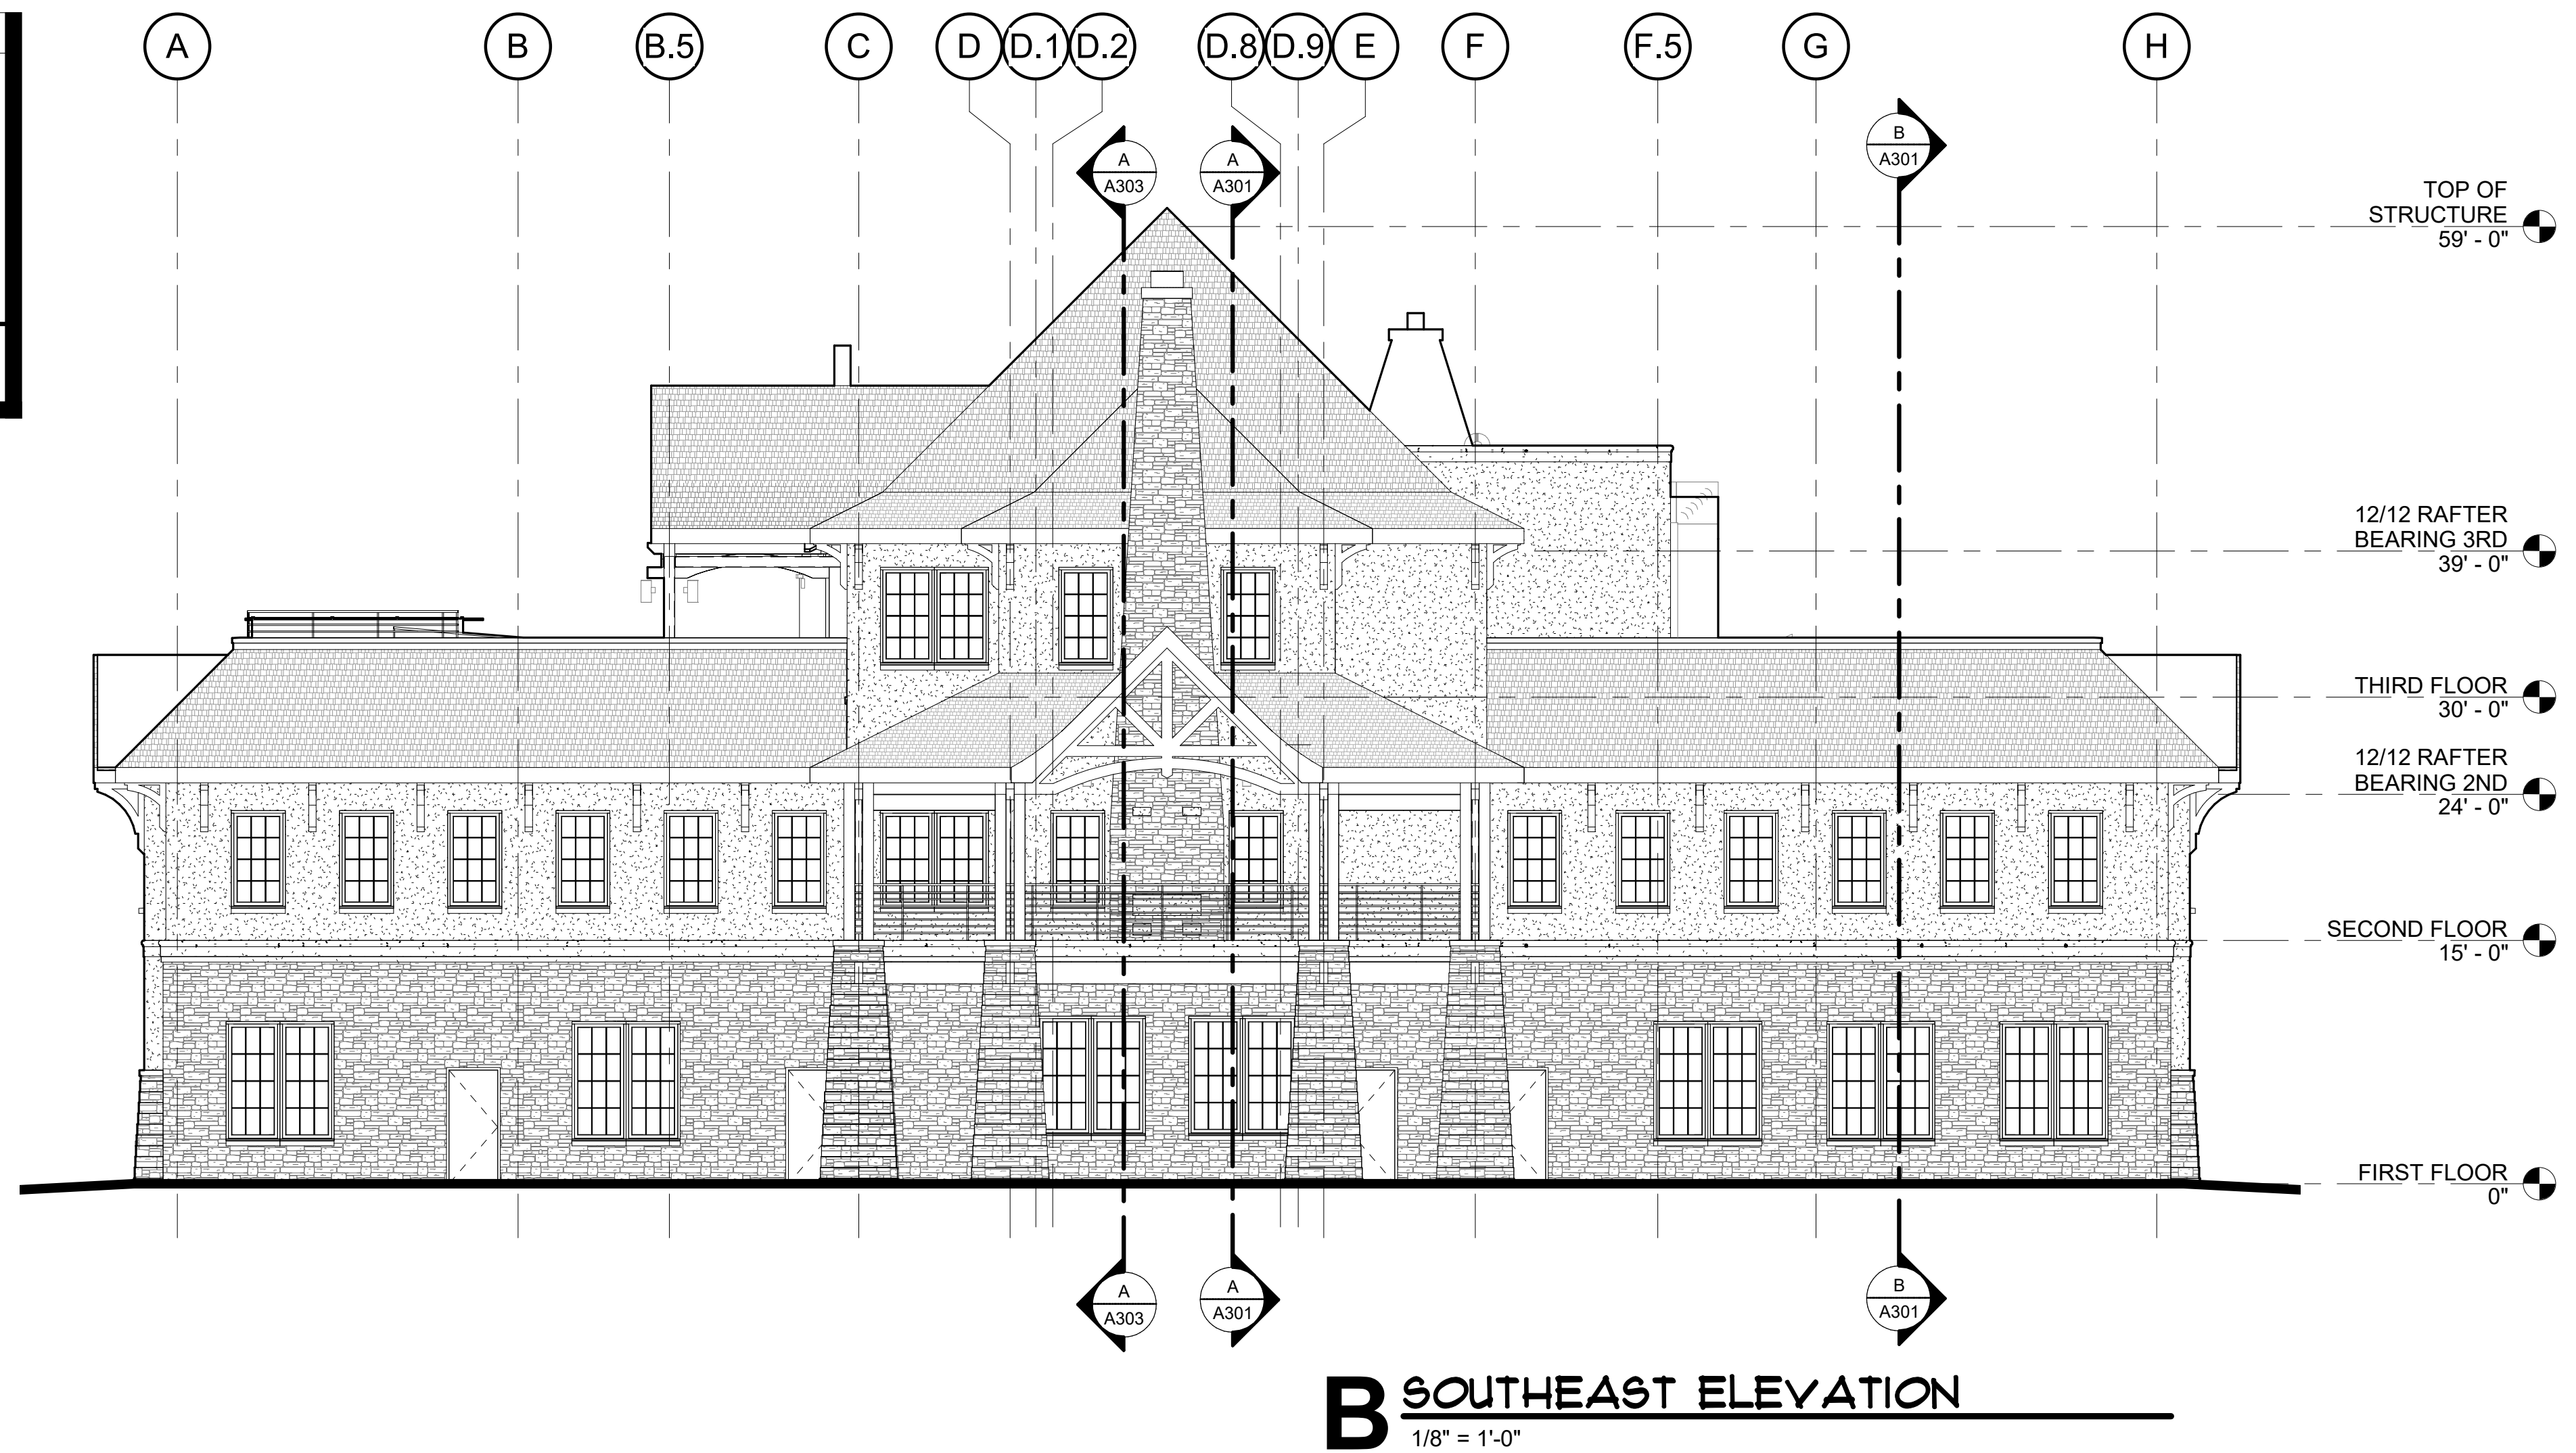 A B B.5 C D D.1 D.2 D.8 D.9 E F F.5 G H
A
A303
A
A301
B
A301
TOP OF
STRUCTURE
59' - 0"
12/12 RAFTER
BEARING 3RD
39' - 0"
THIRD FLOOR
30' - 0"
12/12 RAFTER
BEARING 2ND
24' - 0"
SECOND FLOOR
15' - 0"
FIRST FLOOR
0"
A
A303
A
A301
B
A301
B SOUTHEAST ELEVATION
1/8" = 1'-0"